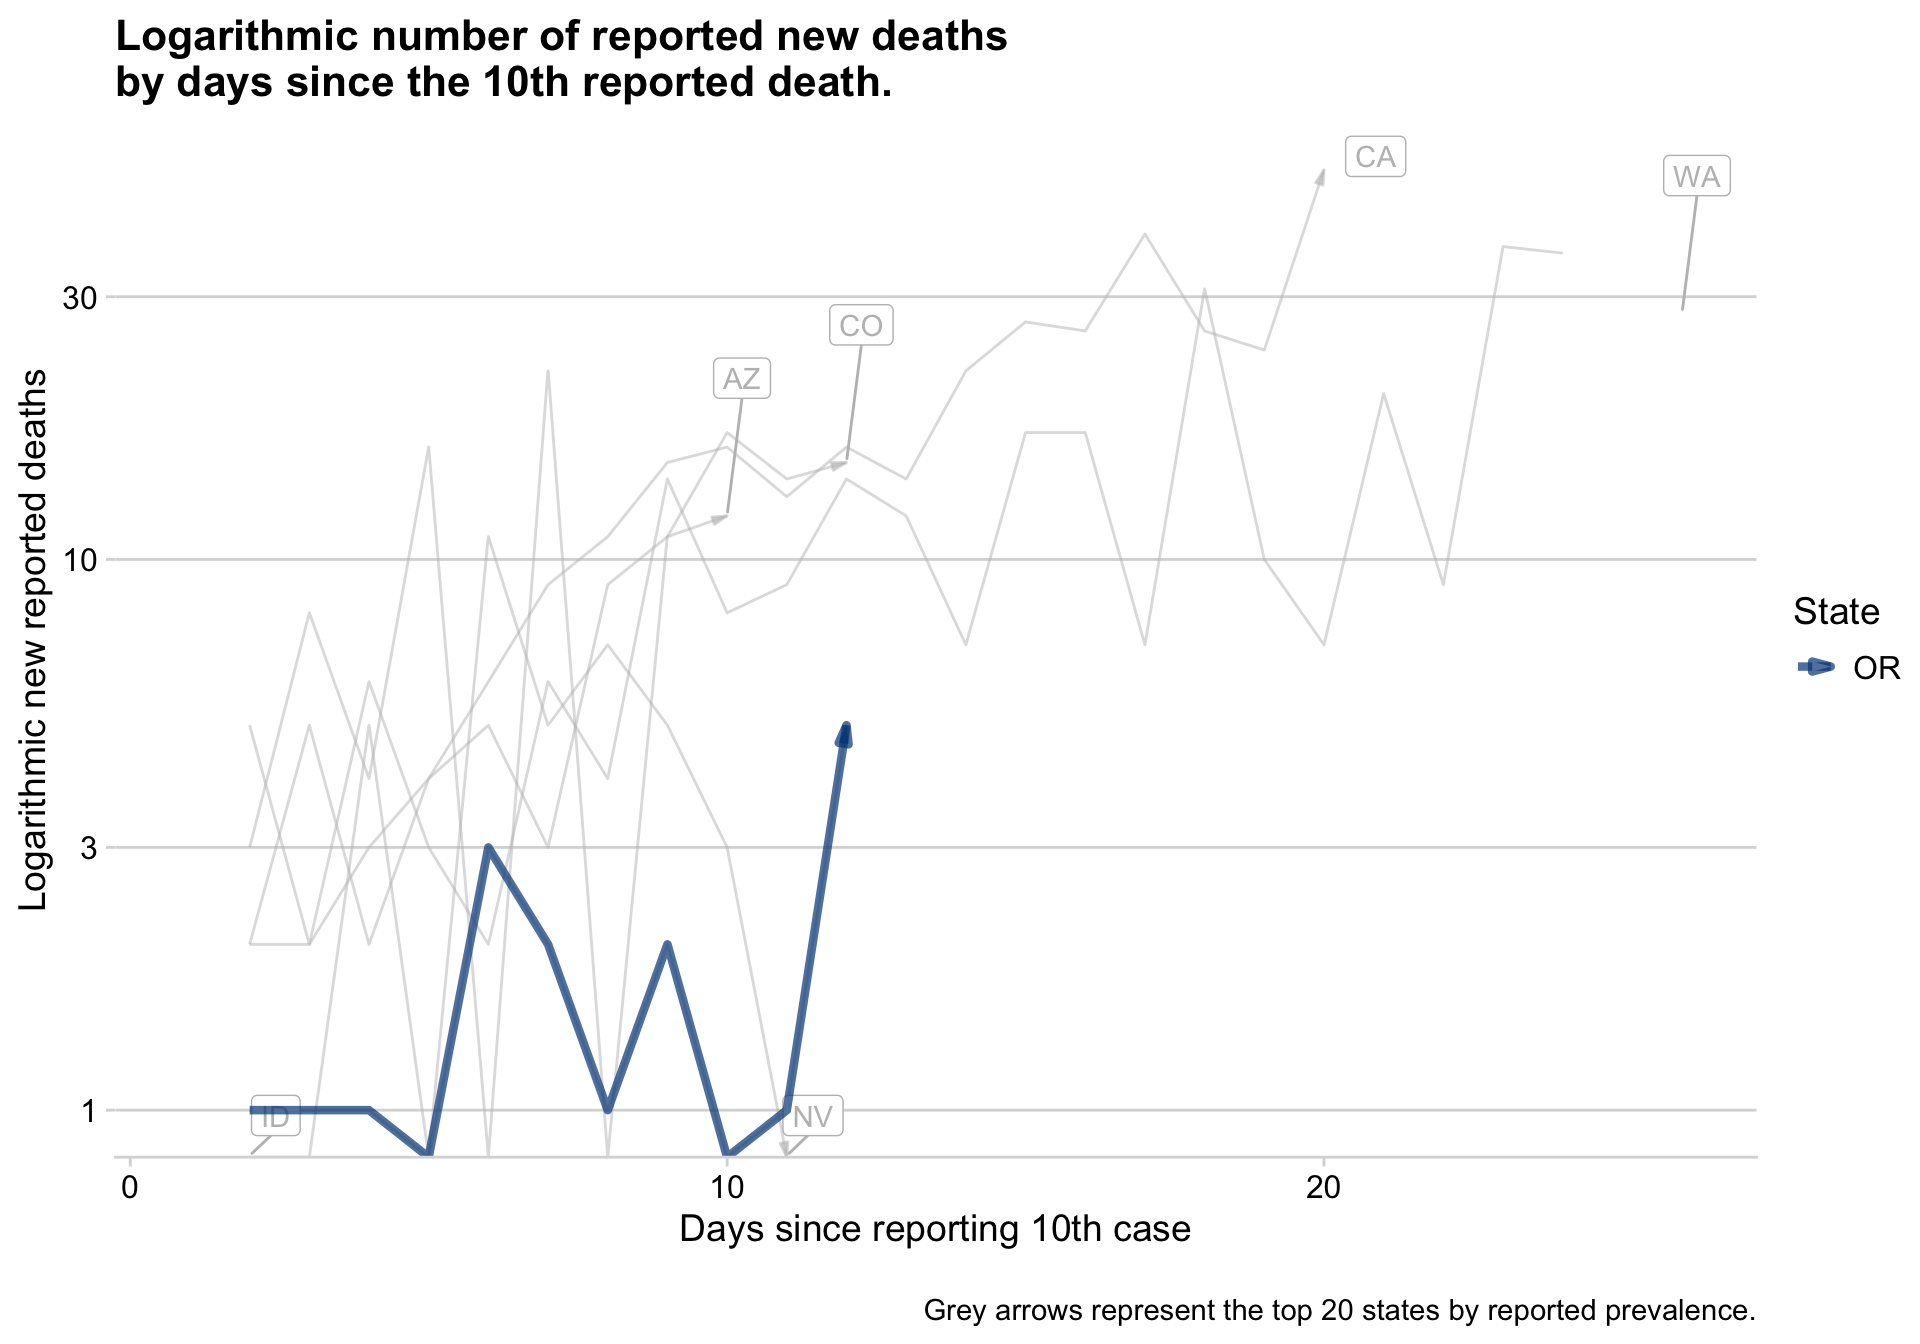 Logarithmic number of reported new deaths
by days since the 10th reported death.
CA
WA
30
CO
AZ
10
3
1
ID
NV
0
10
20
Logarithmic new reported deaths
Days since reporting 10th case
State
OR
Grey arrows represent the top 20 states by reported prevalence.